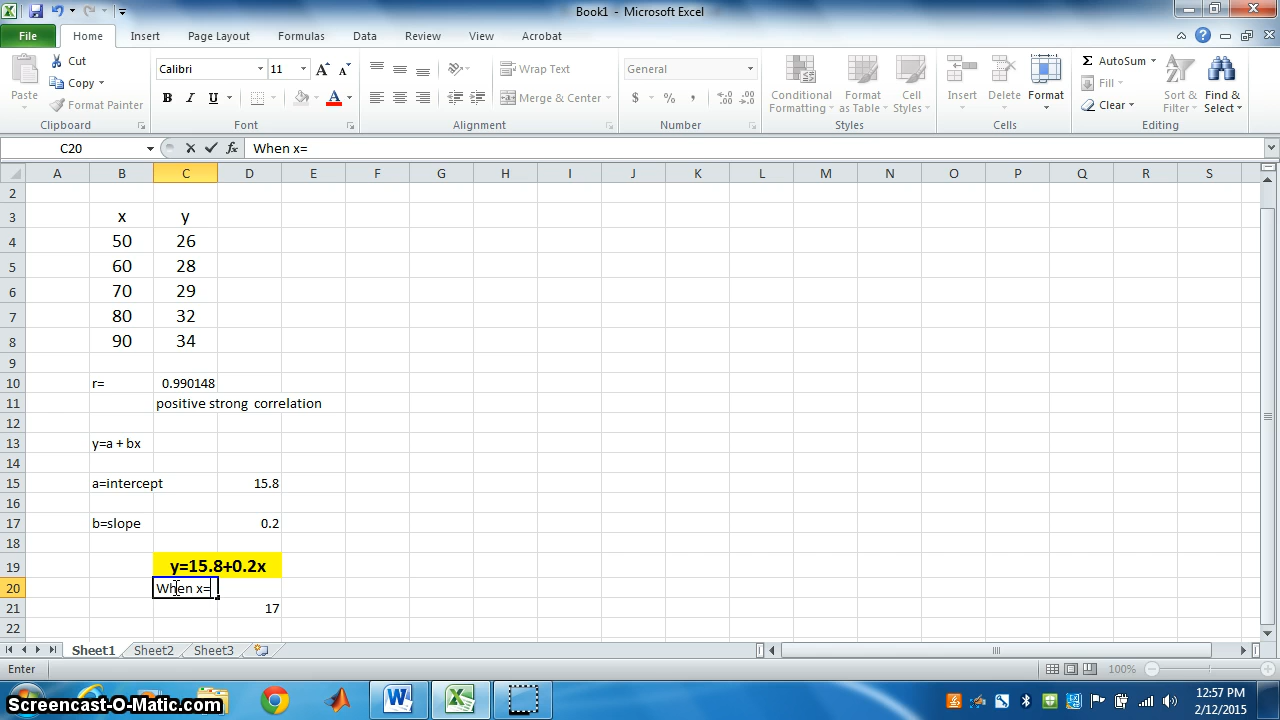 Book1 - Microsoft Excel
File Home Insert Page Layout Formulas Data Review View Acrobat
Paste
Cut
Copy
Format Painter
Clipboard
Calibri 11
B I U A
Font
Wrap Text
Merge & Center
Alignment
General
$ % ,
Number
Conditional Formatting
Format as Table
Cell Styles
Styles
Insert Delete Format
Cells
Σ AutoSum
Fill
Clear
Sort & Filter
Find & Select
Editing
C20 fx When x=
A B C D E F G H I J K L M N O P Q R S
2
3 x y
4 50 26
5 60 28
6 70 29
7 80 32
8 90 34
9
10 r= 0.990148
11 positive strong correlation
12
13 y=a + bx
14
15 a=intercept 15.8
16
17 b=slope 0.2
18
19 y=15.8+0.2x
20 When x=
21 17
22
Sheet1 Sheet2 Sheet3
Enter 100%
Screencast-O-Matic.com
12:57 PM
2/12/2015